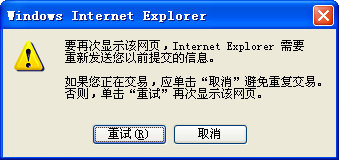 Windows Internet Explorer
要再次显示该网页，Internet Explorer 需要
重新发送您以前提交的信息。
如果您正在交易，应单击“取消”避免重复交易。
否则，单击“重试”再次显示该网页。
重试(R) 取消